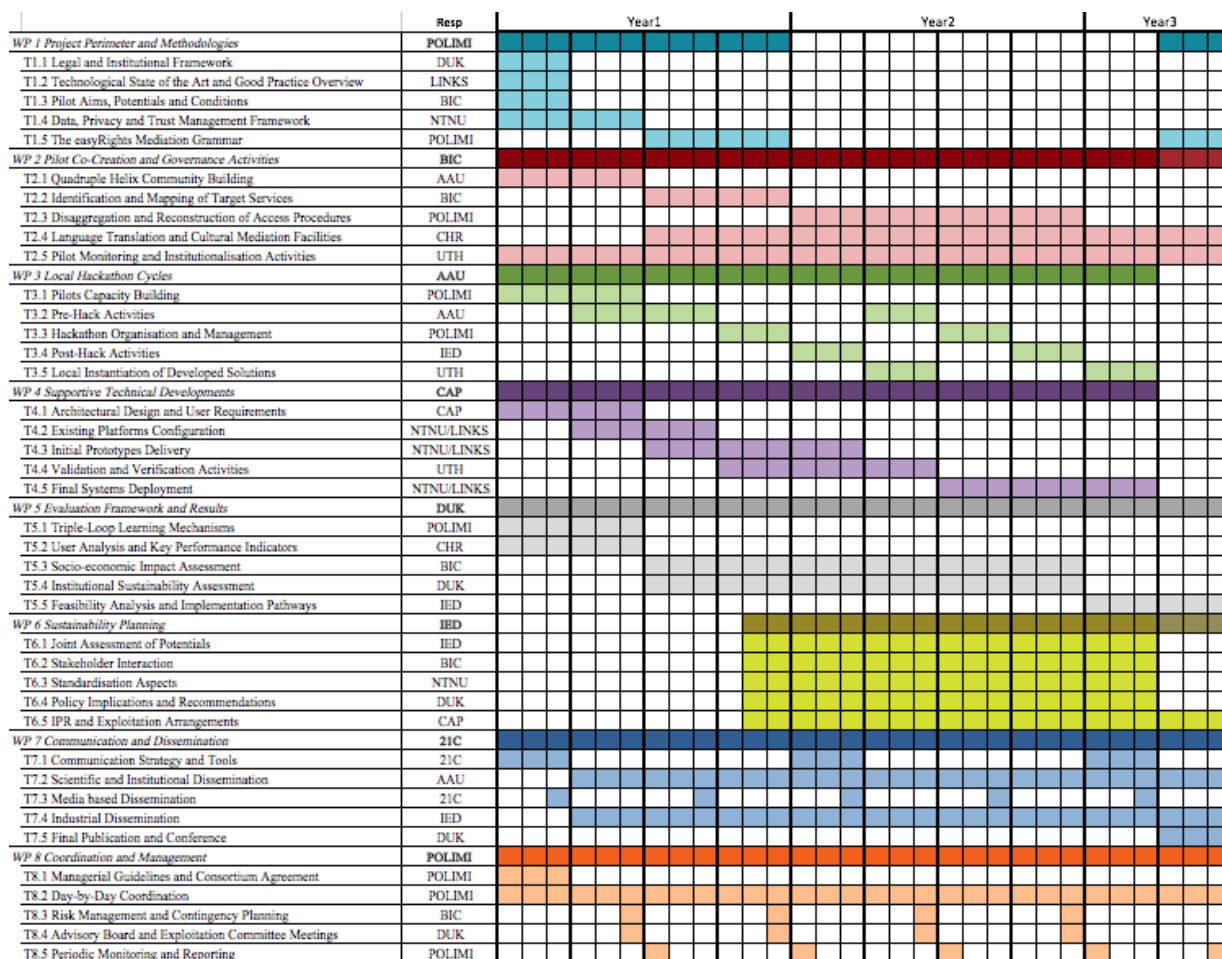 Resp Year1 Year2 Year3
WP 1 Project Perimeter and Methodologies POLIMI
T1.1 Legal and Institutional Framework DUK
T1.2 Technological State of the Art and Good Practice Overview LINKS
T1.3 Pilot Aims, Potentials and Conditions BIC
T1.4 Data, Privacy and Trust Management Framework NTNU
T1.5 The easyRights Mediation Grammar POLIMI
WP 2 Pilot Co-Creation and Governance Activities BIC
T2.1 Quadruple Helix Community Building AAU
T2.2 Identification and Mapping of Target Services BIC
T2.3 Disaggregation and Reconstruction of Access Procedures POLIMI
T2.4 Language Translation and Cultural Mediation Facilities CHR
T2.5 Pilot Monitoring and Institutionalisation Activities UTH
WP 3 Local Hackathon Cycles AAU
T3.1 Pilots Capacity Building POLIMI
T3.2 Pre-Hack Activities AAU
T3.3 Hackathon Organisation and Management POLIMI
T3.4 Post-Hack Activities IED
T3.5 Local Instantiation of Developed Solutions UTH
WP 4 Supportive Technical Developments CAP
T4.1 Architectural Design and User Requirements CAP
T4.2 Existing Platforms Configuration NTNU/LINKS
T4.3 Initial Prototypes Delivery NTNU/LINKS
T4.4 Validation and Verification Activities UTH
T4.5 Final Systems Deployment NTNU/LINKS
WP 5 Evaluation Framework and Results DUK
T5.1 Triple-Loop Learning Mechanisms POLIMI
T5.2 User Analysis and Key Performance Indicators CHR
T5.3 Socio-economic Impact Assessment BIC
T5.4 Institutional Sustainability Assessment DUK
T5.5 Feasibility Analysis and Implementation Pathways IED
WP 6 Sustainability Planning IED
T6.1 Joint Assessment of Potentials IED
T6.2 Stakeholder Interaction BIC
T6.3 Standardisation Aspects NTNU
T6.4 Policy Implications and Recommendations DUK
T6.5 IPR and Exploitation Arrangements CAP
WP 7 Communication and Dissemination 21C
T7.1 Communication Strategy and Tools 21C
T7.2 Scientific and Institutional Dissemination AAU
T7.3 Media based Dissemination 21C
T7.4 Industrial Dissemination IED
T7.5 Final Publication and Conference DUK
WP 8 Coordination and Management POLIMI
T8.1 Managerial Guidelines and Consortium Agreement POLIMI
T8.2 Day-by-Day Coordination POLIMI
T8.3 Risk Management and Contingency Planning BIC
T8.4 Advisory Board and Exploitation Committee Meetings DUK
T8.5 Periodic Monitoring and Reporting POLIMI